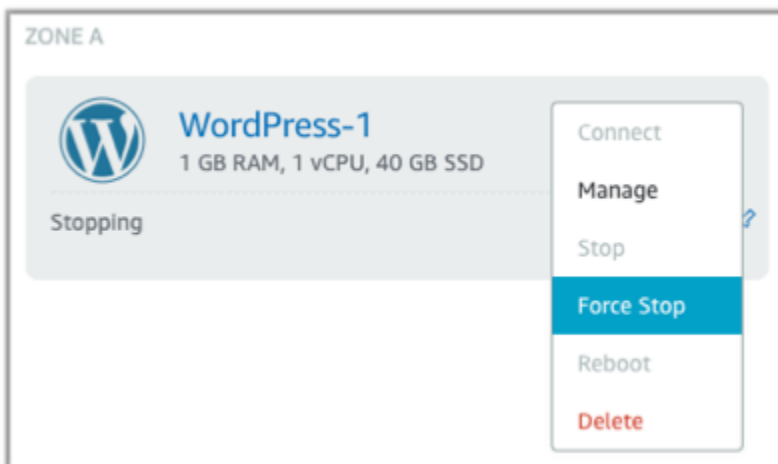 ZONE A
WordPress-1
1 GB RAM, 1 vCPU, 40 GB SSD
Stopping
Connect
Manage
Stop
Force Stop
Reboot
Delete